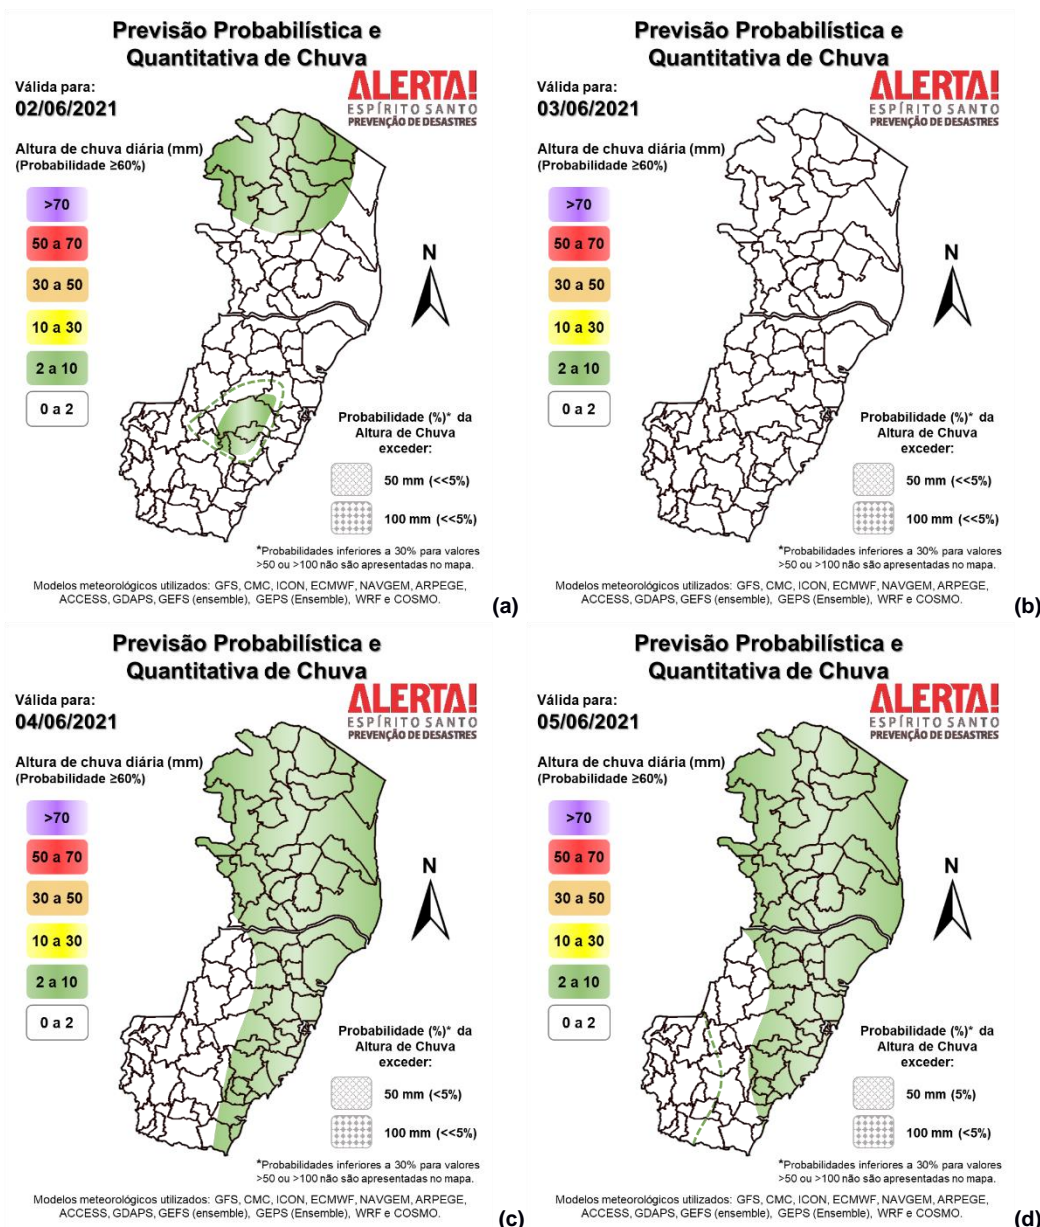 Previsão Probabilística e
Quantitativa de Chuva
Válida para:
02/06/2021
ALERTA!
ESPÍRITO SANTO
PREVENÇÃO DE DESASTRES
Altura de chuva diária (mm)
(Probabilidade ≥60%)
>70
50 a 70
30 a 50
10 a 30
2 a 10
0 a 2
N
Probabilidade (%)* da
Altura de Chuva
exceder:
50 mm (<<5%)
100 mm (<<5%)
*Probabilidades inferiores a 30% para valores
>50 ou >100 não são apresentadas no mapa.
Modelos meteorológicos utilizados: GFS, CMC, ICON, ECMWF, NAVGEM, ARPEGE,
ACCESS, GDAPS, GEFS (ensemble), GEPS (Ensemble), WRF e COSMO.
(a)
Previsão Probabilística e
Quantitativa de Chuva
Válida para:
03/06/2021
ALERTA!
ESPÍRITO SANTO
PREVENÇÃO DE DESASTRES
Altura de chuva diária (mm)
(Probabilidade ≥60%)
>70
50 a 70
30 a 50
10 a 30
2 a 10
0 a 2
N
Probabilidade (%)* da
Altura de Chuva
exceder:
50 mm (<<5%)
100 mm (<<5%)
*Probabilidades inferiores a 30% para valores
>50 ou >100 não são apresentadas no mapa.
Modelos meteorológicos utilizados: GFS, CMC, ICON, ECMWF, NAVGEM, ARPEGE,
ACCESS, GDAPS, GEFS (ensemble), GEPS (Ensemble), WRF e COSMO.
(b)
Previsão Probabilística e
Quantitativa de Chuva
Válida para:
04/06/2021
ALERTA!
ESPÍRITO SANTO
PREVENÇÃO DE DESASTRES
Altura de chuva diária (mm)
(Probabilidade ≥60%)
>70
50 a 70
30 a 50
10 a 30
2 a 10
0 a 2
N
Probabilidade (%)* da
Altura de Chuva
exceder:
50 mm (<5%)
100 mm (<<5%)
*Probabilidades inferiores a 30% para valores
>50 ou >100 não são apresentadas no mapa.
Modelos meteorológicos utilizados: GFS, CMC, ICON, ECMWF, NAVGEM, ARPEGE,
ACCESS, GDAPS, GEFS (ensemble), GEPS (Ensemble), WRF e COSMO.
(c)
Previsão Probabilística e
Quantitativa de Chuva
Válida para:
05/06/2021
ALERTA!
ESPÍRITO SANTO
PREVENÇÃO DE DESASTRES
Altura de chuva diária (mm)
(Probabilidade ≥60%)
>70
50 a 70
30 a 50
10 a 30
2 a 10
0 a 2
N
Probabilidade (%)* da
Altura de Chuva
exceder:
50 mm (5%)
100 mm (<5%)
*Probabilidades inferiores a 30% para valores
>50 ou >100 não são apresentadas no mapa.
Modelos meteorológicos utilizados: GFS, CMC, ICON, ECMWF, NAVGEM, ARPEGE,
ACCESS, GDAPS, GEFS (ensemble), GEPS (Ensemble), WRF e COSMO.
(d)